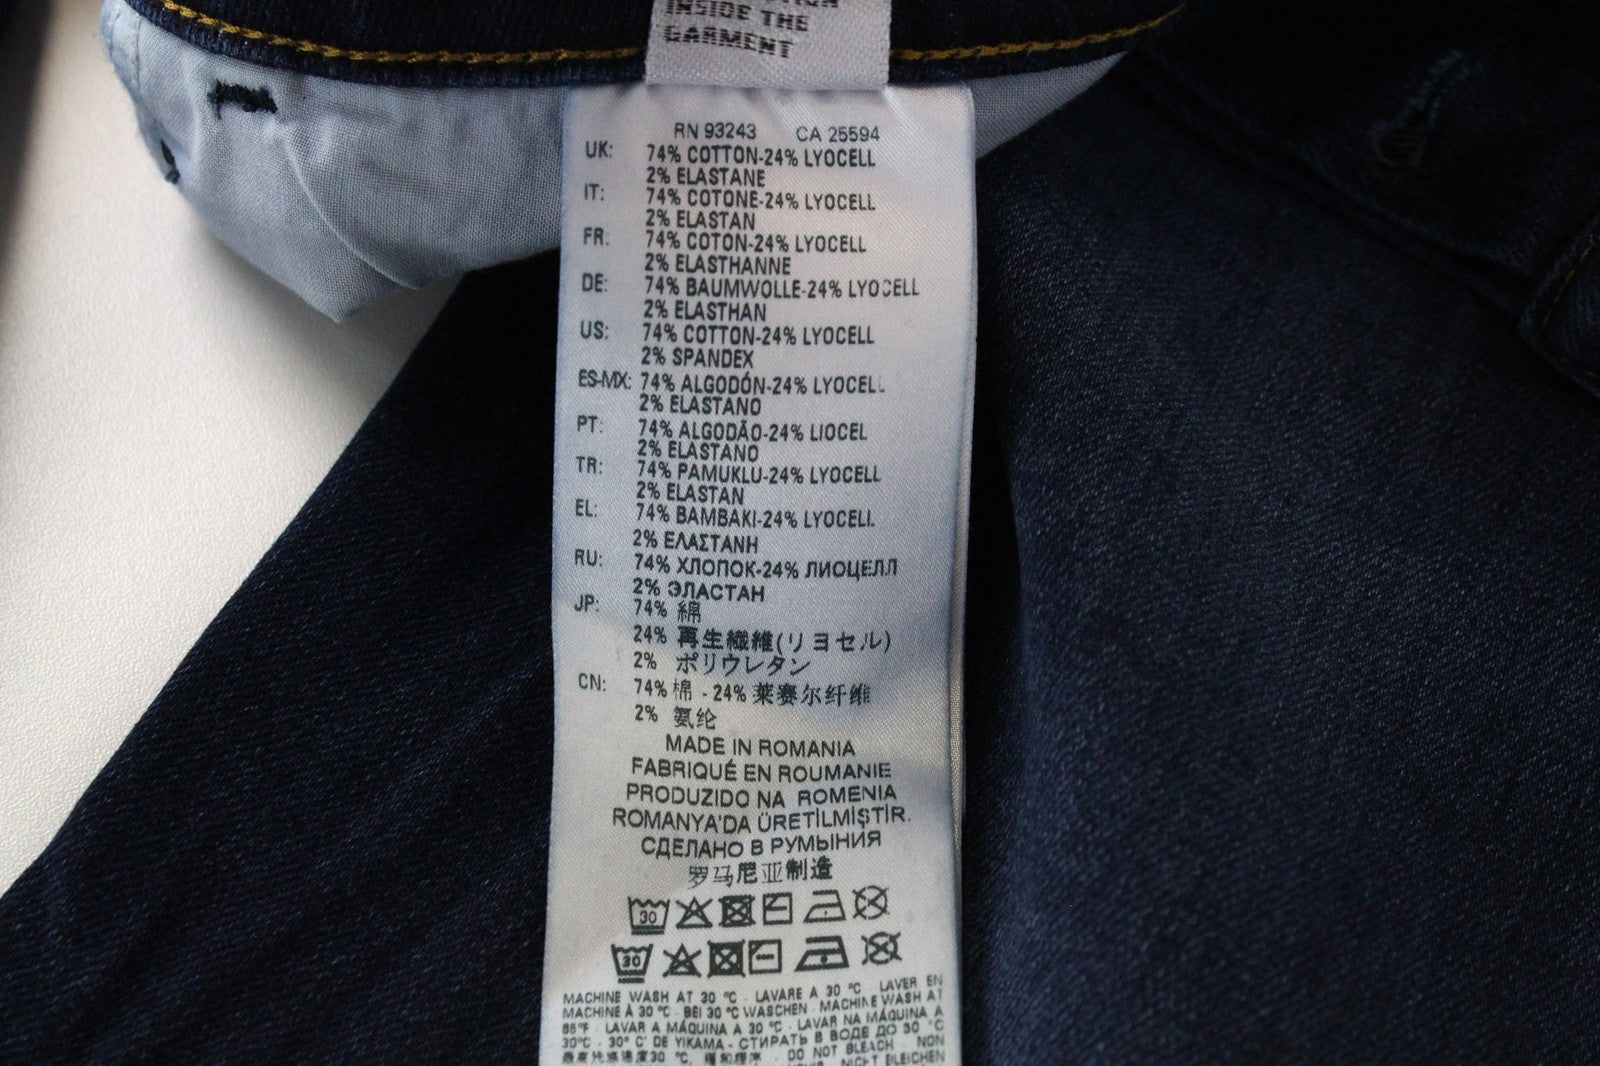 INSIDE THE
GARMENT
RN 93243 CA 25594
UK: 74% COTTON-24% LYOCELL
2% ELASTANE
IT: 74% COTONE-24% LYOCELL
2% ELASTAN
FR: 74% COTON-24% LYOCELL
2% ELASTHANNE
DE: 74% BAUMWOLLE-24% LYOCELL
2% ELASTHAN
US: 74% COTTON-24% LYOCELL
2% SPANDEX
ES-MX: 74% ALGODÓN-24% LYOCELL
2% ELASTANO
PT: 74% ALGODÃO-24% LIOCEL
2% ELASTANO
TR: 74% PAMUKLU-24% LYOCELL
2% ELASTAN
EL: 74% BAMBAKI-24% LYOCELL
2% ΕΛΑΣΤΑΝΗ
RU: 74% ХЛОПОК-24% ЛИОЦЕЛЛ
2% ЭЛАСТАН
JP: 74% 綿
24% 再生繊維(リヨセル)
2% ポリウレタン
CN: 74% 棉 - 24% 莱赛尔纤维
2% 氨纶
MADE IN ROMANIA
FABRIQUÉ EN ROUMANIE
PRODUZIDO NA ROMENIA
ROMANYA'DA ÜRETİLMİŞTİR.
СДЕЛАНО В РУМЫНИЯ
罗马尼亚制造
30
30
MACHINE WASH AT 30 °C - LAVARE A 30 °C - LAVER EN
MACHINE À 30 °C - BEI 30 °C WASCHEN - MACHINE WASH AT
86°F - LAVAR A MÁQUINA A 30 °C - LAVAR NA MÁQUINA A
30°C - 30° C' DE YIKAMA - СТИРАТЬ В ВОДЕ ДО 30 °C
30 °C, - DO NOT BLEACH - NON
NICHT BLEICHEN